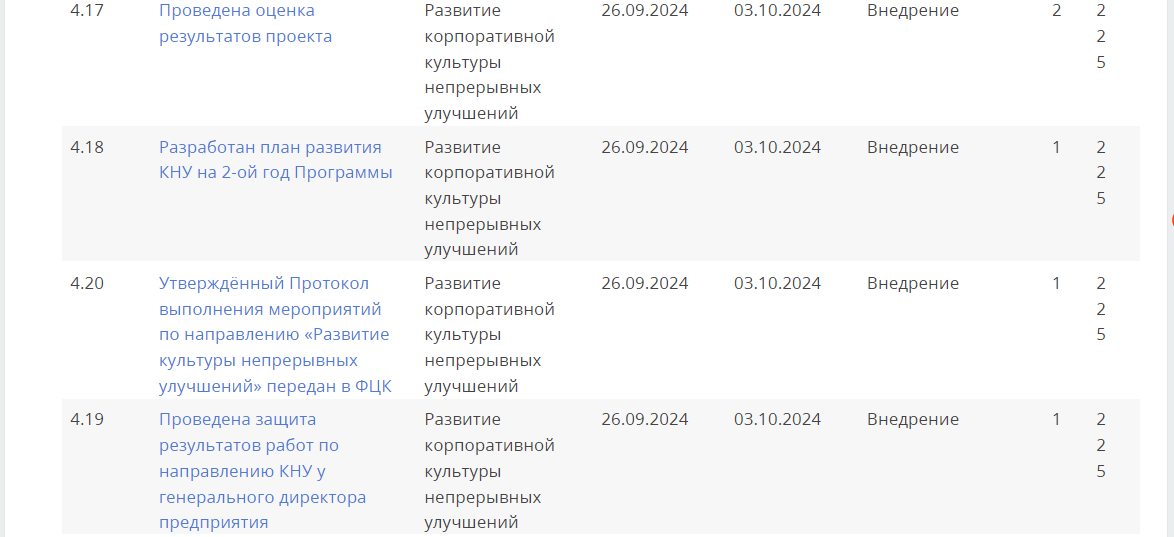 4.17 Проведена оценка Развитие 26.09.2024 03.10.2024 Внедрение 2 2
результатов проекта корпоративной 2
культуры 5
непрерывных
улучшений
4.18 Разработан план развития Развитие 26.09.2024 03.10.2024 Внедрение 1 2
КНУ на 2-ой год Программы корпоративной 2
культуры 5
непрерывных
улучшений
4.20 Утверждённый Протокол Развитие 26.09.2024 03.10.2024 Внедрение 1 2
выполнения мероприятий корпоративной 2
по направлению «Развитие культуры 5
культуры непрерывных непрерывных
улучшений» передан в ФЦК улучшений
4.19 Проведена защита Развитие 26.09.2024 03.10.2024 Внедрение 1 2
результатов работ по корпоративной 2
направлению КНУ у культуры 5
генерального директора непрерывных
предприятия улучшений